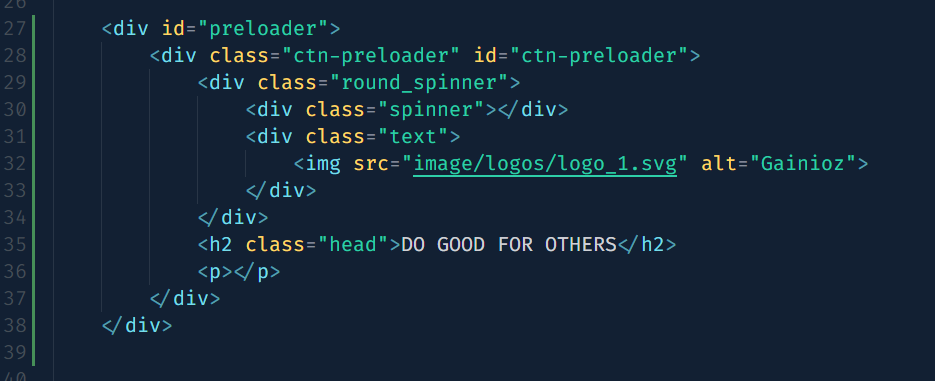 26
27 <div id="preloader">
28 <div class="ctn-preloader" id="ctn-preloader">
29 <div class="round_spinner">
30 <div class="spinner"></div>
31 <div class="text">
32 <img src="image/logos/logo_1.svg" alt="Gainioz">
33 </div>
34 </div>
35 <h2 class="head">DO GOOD FOR OTHERS</h2>
36 <p></p>
37 </div>
38 </div>
39
40